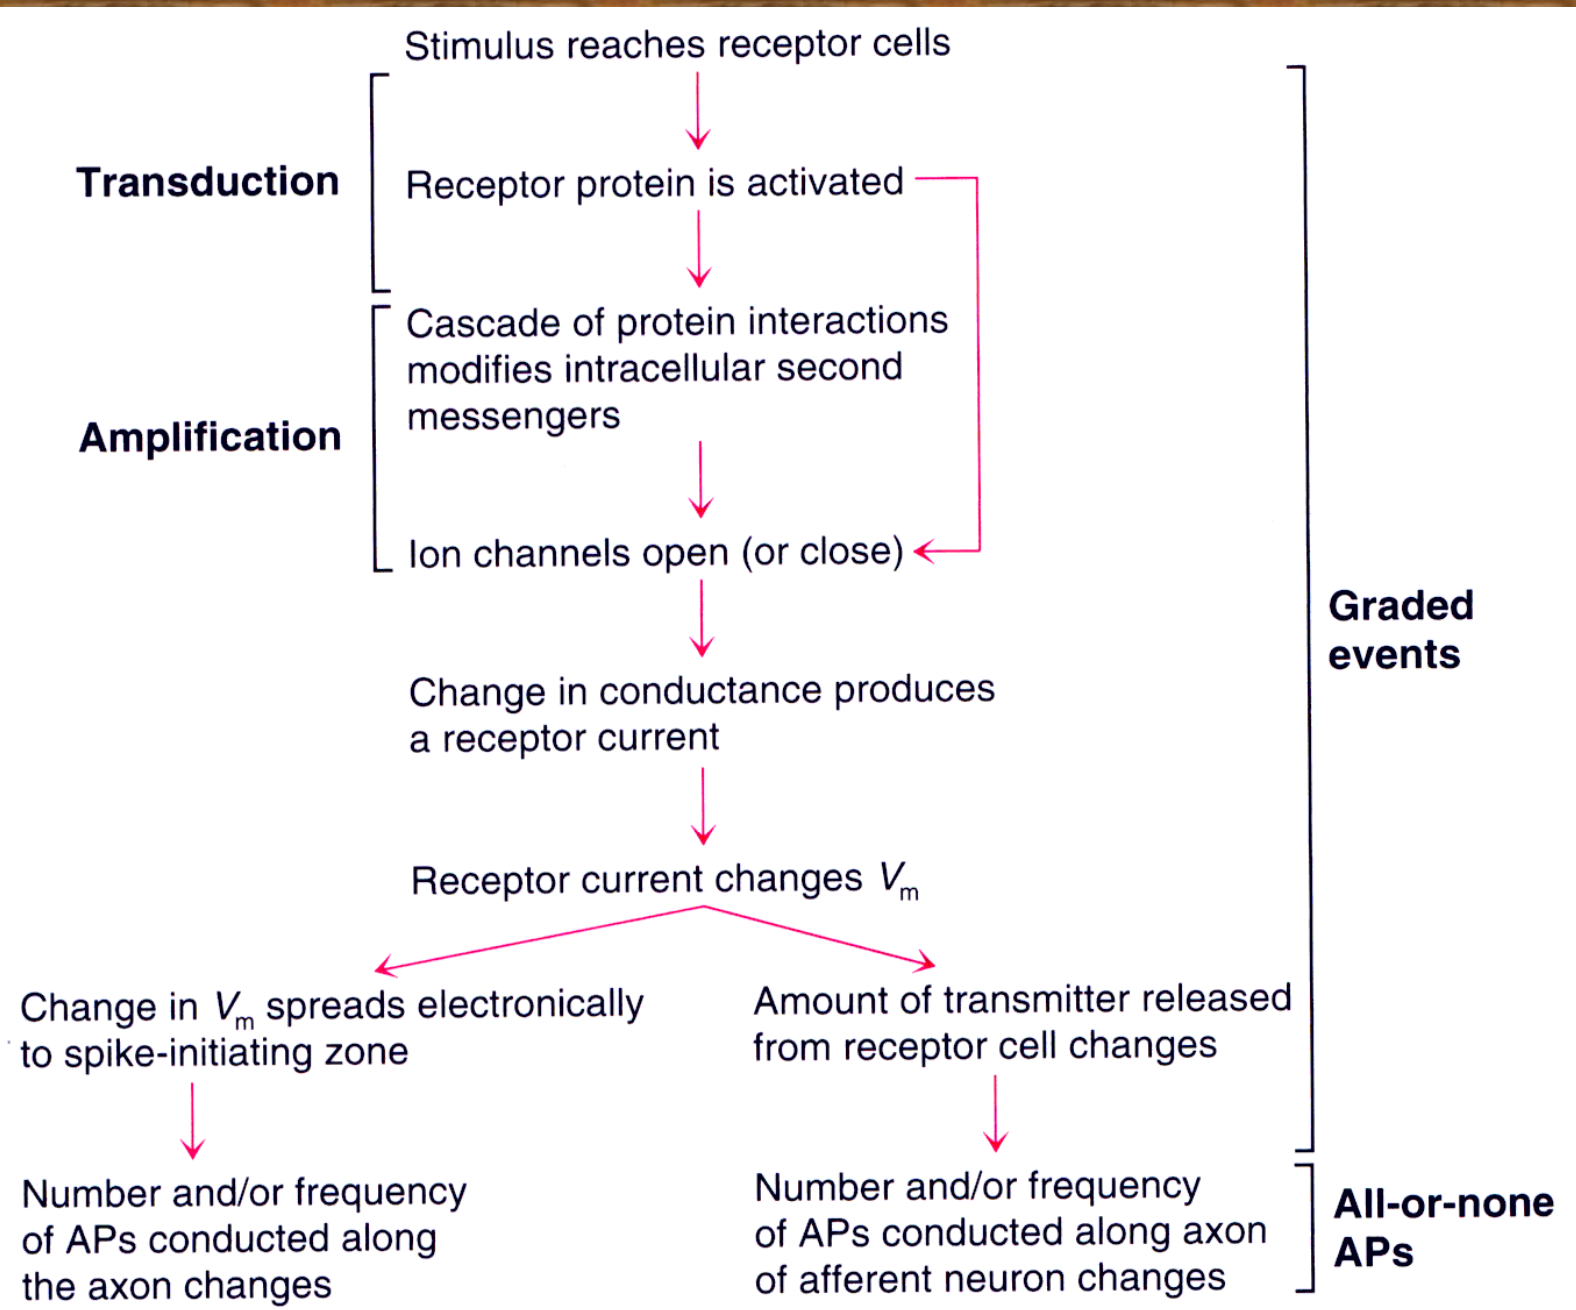 Stimulus reaches receptor cells
Transduction
Receptor protein is activated
Cascade of protein interactions
modifies intracellular second
messengers
Amplification
Ion channels open (or close)
Graded
events
Change in conductance produces
a receptor current
Receptor current changes Vm
Change in Vm spreads electronically
to spike-initiating zone
Amount of transmitter released
from receptor cell changes
Number and/or frequency
of APs conducted along
the axon changes
Number and/or frequency
of APs conducted along axon
of afferent neuron changes
All-or-none
APs